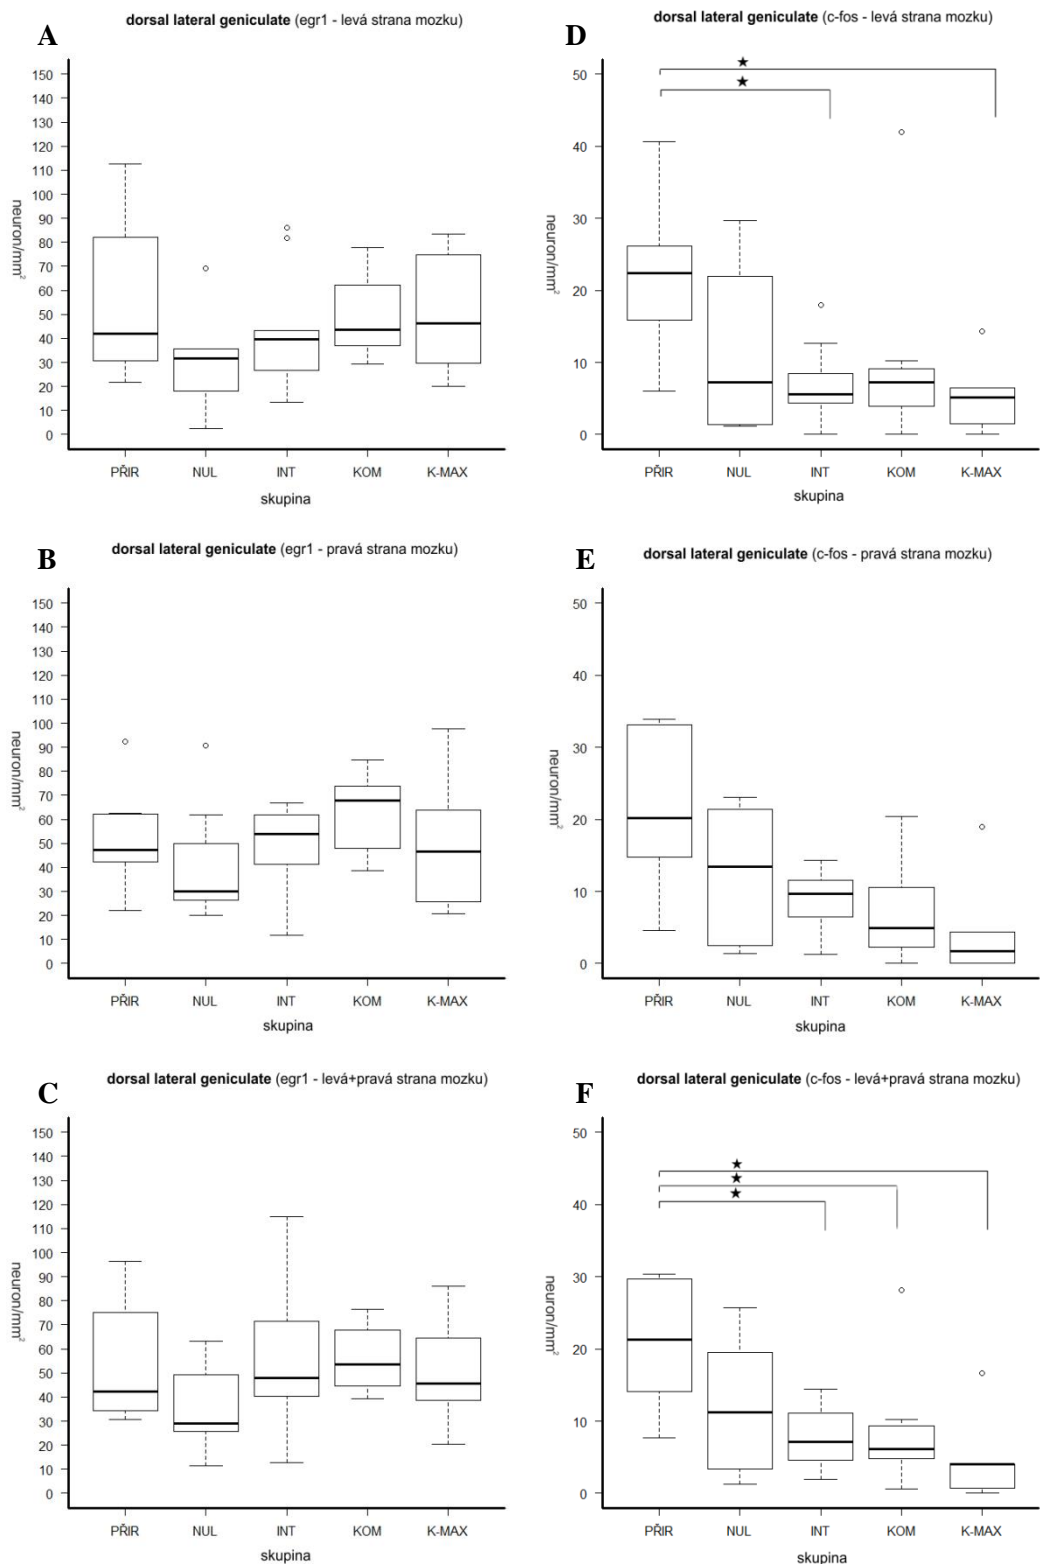 A
dorsal lateral geniculate (egr1 - levá strana mozku)
150
140
130
120
110
100
90
80
70
60
50
40
30
20
10
0
neuron/mm²
PŘIR NUL INT KOM K-MAX
skupina
D
dorsal lateral geniculate (c-fos - levá strana mozku)
★
★
50
40
30
20
10
0
neuron/mm²
PŘIR NUL INT KOM K-MAX
skupina
B
dorsal lateral geniculate (egr1 - pravá strana mozku)
150
140
130
120
110
100
90
80
70
60
50
40
30
20
10
0
neuron/mm²
PŘIR NUL INT KOM K-MAX
skupina
E
dorsal lateral geniculate (c-fos - pravá strana mozku)
50
40
30
20
10
0
neuron/mm²
PŘIR NUL INT KOM K-MAX
skupina
C
dorsal lateral geniculate (egr1 - levá+pravá strana mozku)
150
140
130
120
110
100
90
80
70
60
50
40
30
20
10
0
neuron/mm²
PŘIR NUL INT KOM K-MAX
skupina
F
dorsal lateral geniculate (c-fos - levá+pravá strana mozku)
★
★
★
50
40
30
20
10
0
neuron/mm²
PŘIR NUL INT KOM K-MAX
skupina